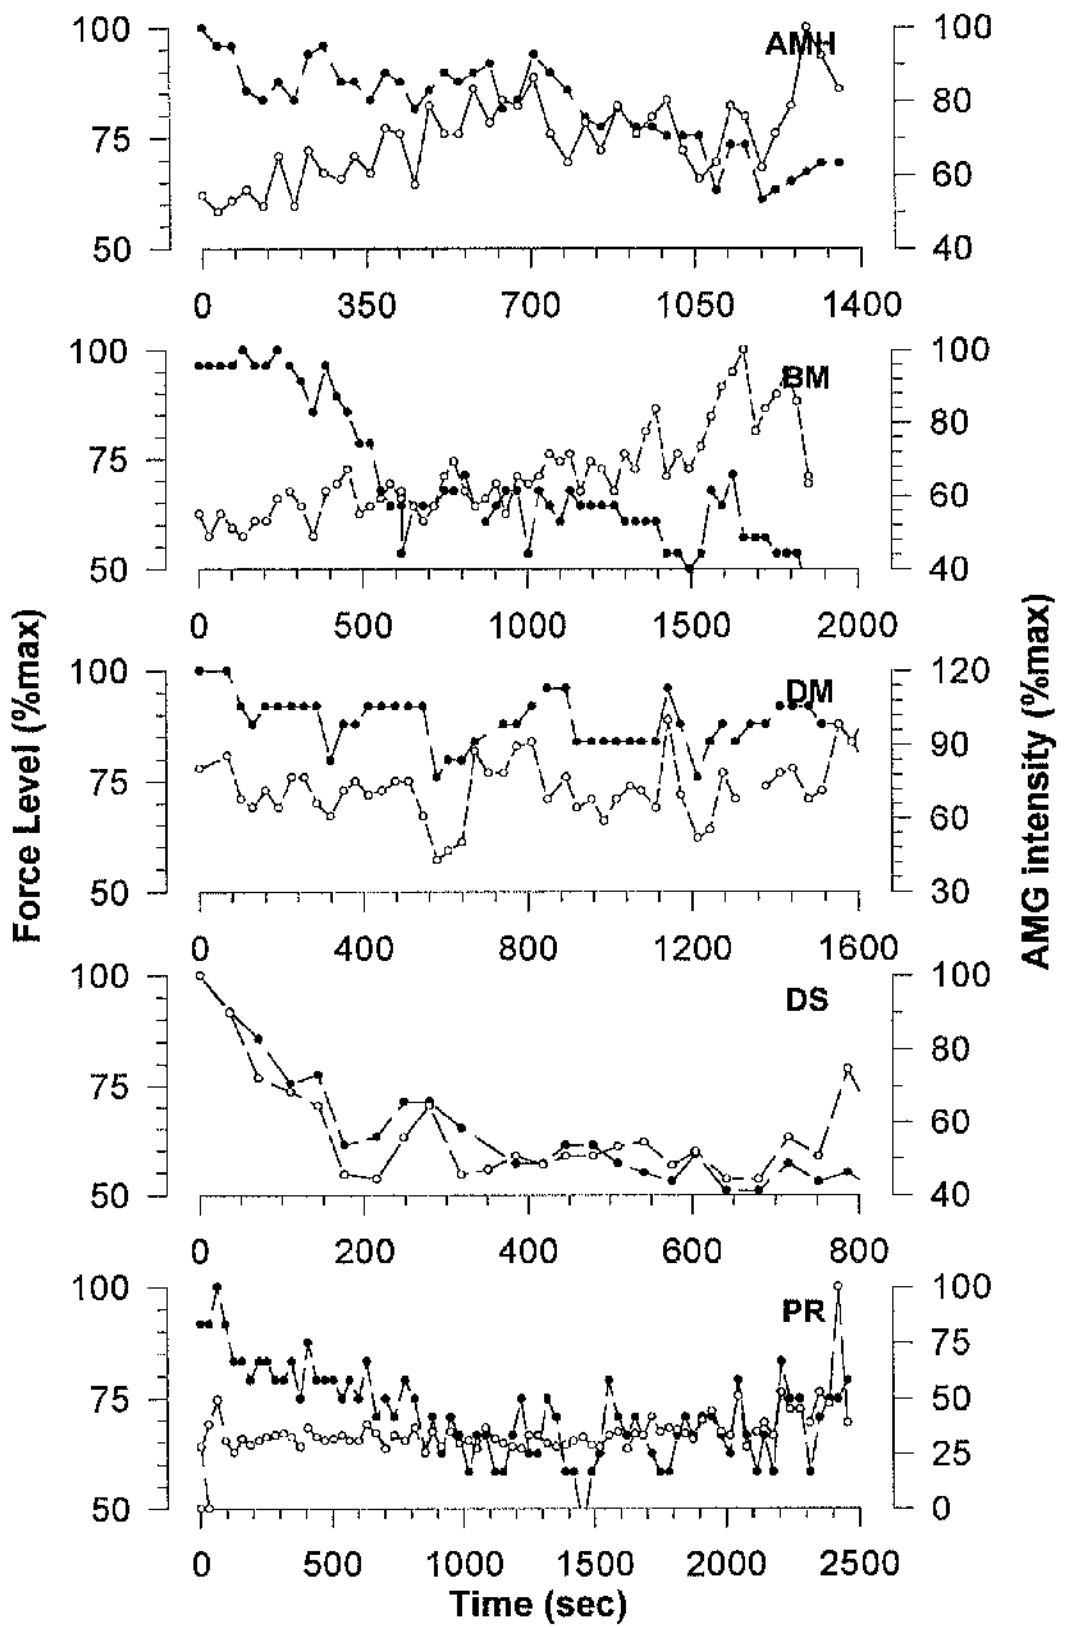 Force Level (%max)
AMG intensity (%max)
100
75
50
AMH
100
80
60
40
0 350 700 1050 1400
100
75
50
BM
100
80
60
40
0 500 1000 1500 2000
100
75
50
DM
120
90
60
30
0 400 800 1200 1600
100
75
50
DS
100
80
60
40
0 200 400 600 800
100
75
50
PR
100
75
50
25
0
0 500 1000 1500 2000 2500
Time (sec)